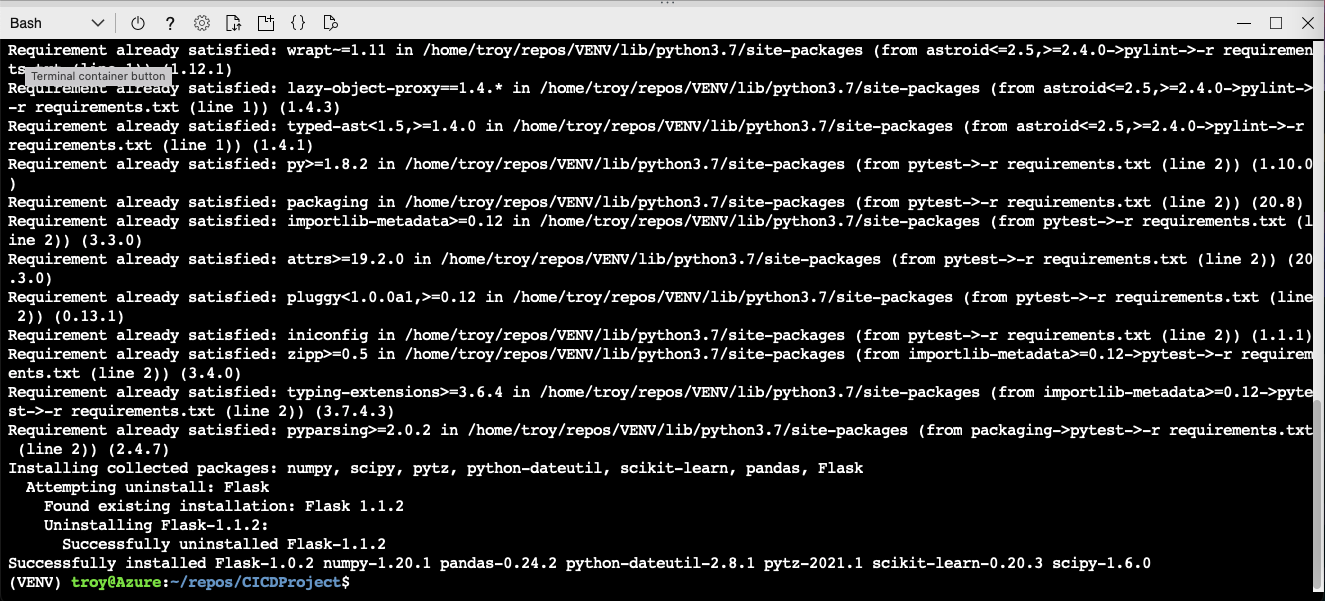 Bash
Requirement already satisfied: wrapt~=1.11 in /home/troy/repos/VENV/lib/python3.7/site-packages (from astroid<=2.5,>=2.4.0->pylint->-r requiremen
ts.txt (line 1)) (1.12.1)
Terminal container button
Requirement already satisfied: lazy-object-proxy==1.4.* in /home/troy/repos/VENV/lib/python3.7/site-packages (from astroid<=2.5,>=2.4.0->pylint->
-r requirements.txt (line 1)) (1.4.3)
Requirement already satisfied: typed-ast<1.5,>=1.4.0 in /home/troy/repos/VENV/lib/python3.7/site-packages (from astroid<=2.5,>=2.4.0->pylint->-r
requirements.txt (line 1)) (1.4.1)
Requirement already satisfied: py>=1.8.2 in /home/troy/repos/VENV/lib/python3.7/site-packages (from pytest->-r requirements.txt (line 2)) (1.10.0
)
Requirement already satisfied: packaging in /home/troy/repos/VENV/lib/python3.7/site-packages (from pytest->-r requirements.txt (line 2)) (20.8)
Requirement already satisfied: importlib-metadata>=0.12 in /home/troy/repos/VENV/lib/python3.7/site-packages (from pytest->-r requirements.txt (l
ine 2)) (3.3.0)
Requirement already satisfied: attrs>=19.2.0 in /home/troy/repos/VENV/lib/python3.7/site-packages (from pytest->-r requirements.txt (line 2)) (20
.3.0)
Requirement already satisfied: pluggy<1.0.0a1,>=0.12 in /home/troy/repos/VENV/lib/python3.7/site-packages (from pytest->-r requirements.txt (line
 2)) (0.13.1)
Requirement already satisfied: iniconfig in /home/troy/repos/VENV/lib/python3.7/site-packages (from pytest->-r requirements.txt (line 2)) (1.1.1)
Requirement already satisfied: zipp>=0.5 in /home/troy/repos/VENV/lib/python3.7/site-packages (from importlib-metadata>=0.12->pytest->-r requirem
ents.txt (line 2)) (3.4.0)
Requirement already satisfied: typing-extensions>=3.6.4 in /home/troy/repos/VENV/lib/python3.7/site-packages (from importlib-metadata>=0.12->pyte
st->-r requirements.txt (line 2)) (3.7.4.3)
Requirement already satisfied: pyparsing>=2.0.2 in /home/troy/repos/VENV/lib/python3.7/site-packages (from packaging->pytest->-r requirements.txt
 (line 2)) (2.4.7)
Installing collected packages: numpy, scipy, pytz, python-dateutil, scikit-learn, pandas, Flask
  Attempting uninstall: Flask
    Found existing installation: Flask 1.1.2
    Uninstalling Flask-1.1.2:
      Successfully uninstalled Flask-1.1.2
Successfully installed Flask-1.0.2 numpy-1.20.1 pandas-0.24.2 python-dateutil-2.8.1 pytz-2021.1 scikit-learn-0.20.3 scipy-1.6.0
(VENV) troy@Azure:~/repos/CICDProject$